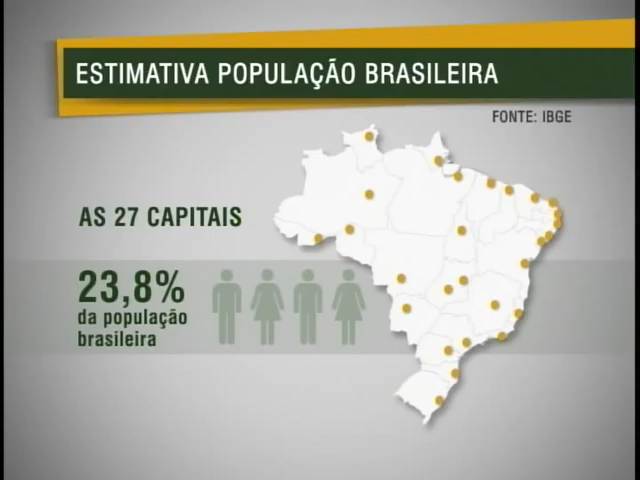 ESTIMATIVA POPULAÇÃO BRASILEIRA
FONTE: IBGE
AS 27 CAPITAIS
23,8%
da população
brasileira